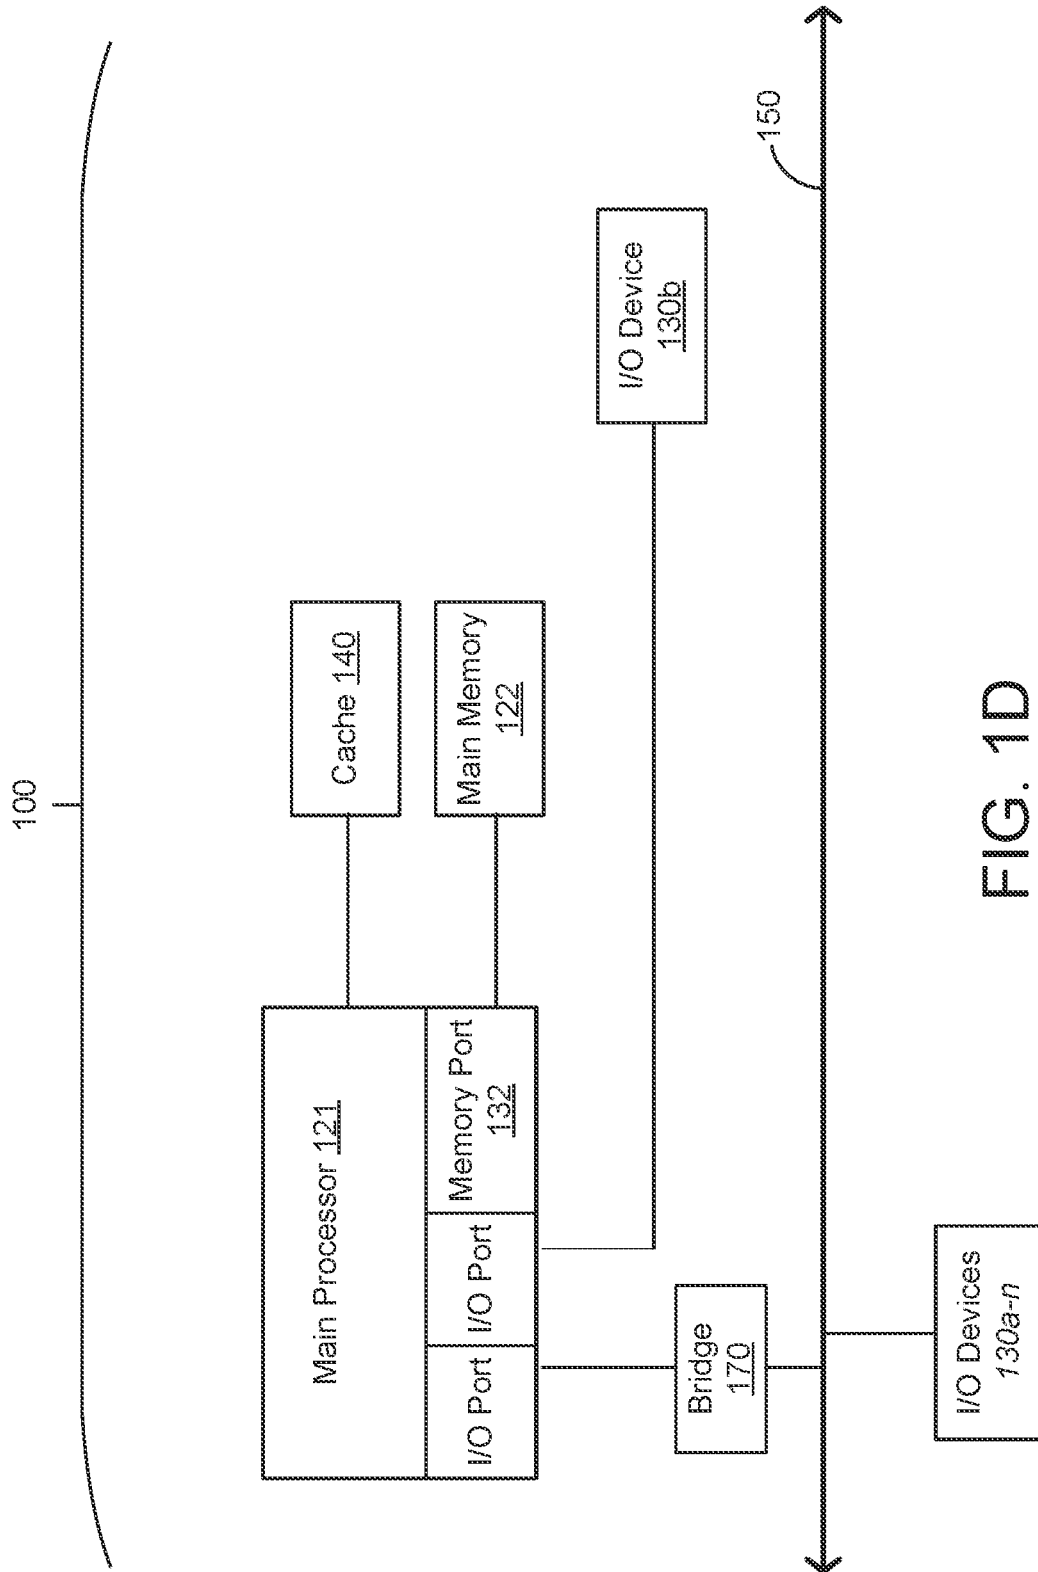 100
Main Processor 121
I/O Port
I/O Port
Memory Port
132
Cache 140
Main Memory
122
I/O Device
130b
Bridge
170
150
I/O Devices
130a-n
FIG. 1D